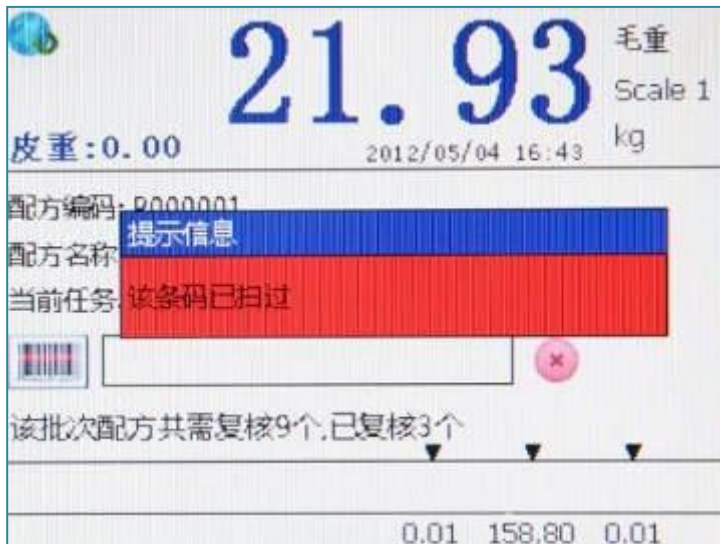 21.93
毛重
Scale 1
kg
皮重:0.00
2012/05/04 16:43
配方编码:
提示信息
配方名称
当前任务
该条码已扫过
该批次配方共需复核9个,已复核3个
0.01 158.80 0.01